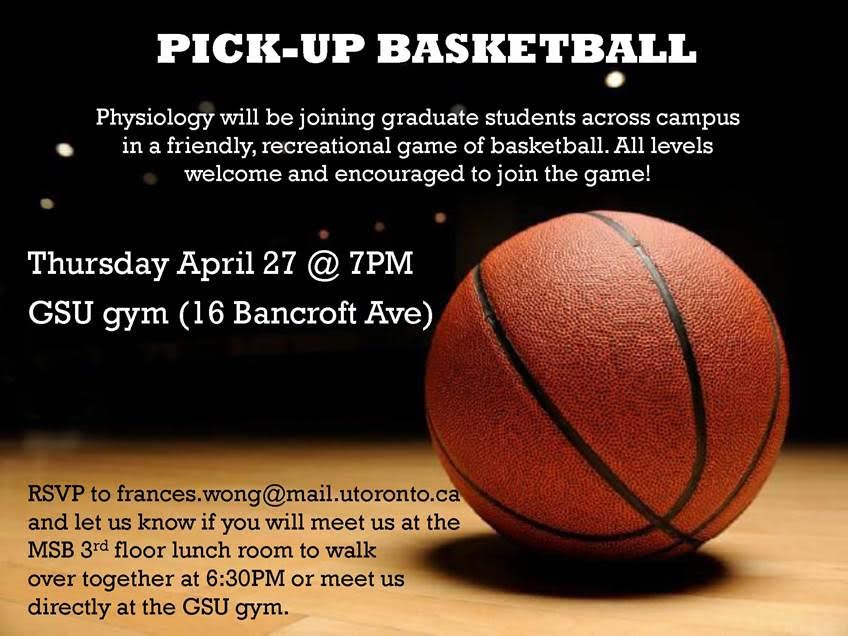 PICK-UP BASKETBALL
Physiology will be joining graduate students across campus
in a friendly, recreational game of basketball. All levels
welcome and encouraged to join the game!
Thursday April 27 @ 7PM
GSU gym (16 Bancroft Ave)
RSVP to frances.wong@mail.utoronto.ca
and let us know if you will meet us at the
MSB 3rd floor lunch room to walk
over together at 6:30PM or meet us
directly at the GSU gym.